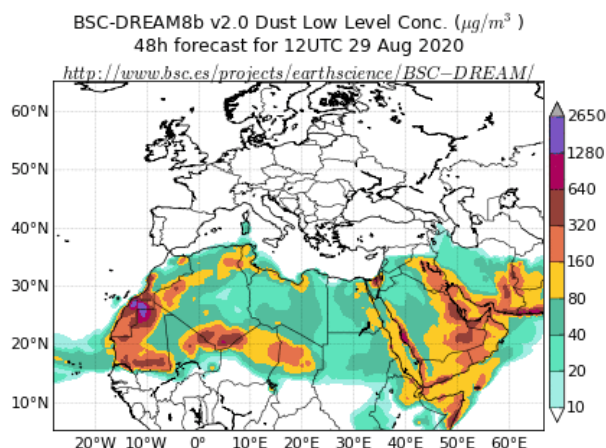 BSC-DREAM8b v2.0 Dust Low Level Conc. (μg/m³ )
48h forecast for 12UTC 29 Aug 2020
http://www.bsc.es/projects/earthscience/BSC−DREAM/
60°N
50°N
40°N
30°N
20°N
10°N
2650
1280
640
320
160
80
40
20
10
20°W 10°W 0° 10°E 20°E 30°E 40°E 50°E 60°E